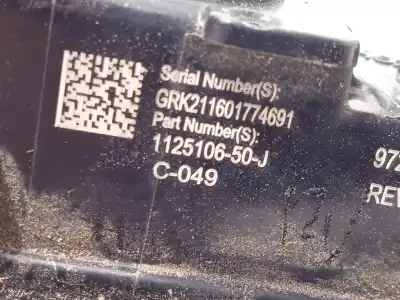 Serial Number(S):
GRK211601774691
Part Number(S):
1125106-50-J
C-049
972
REV